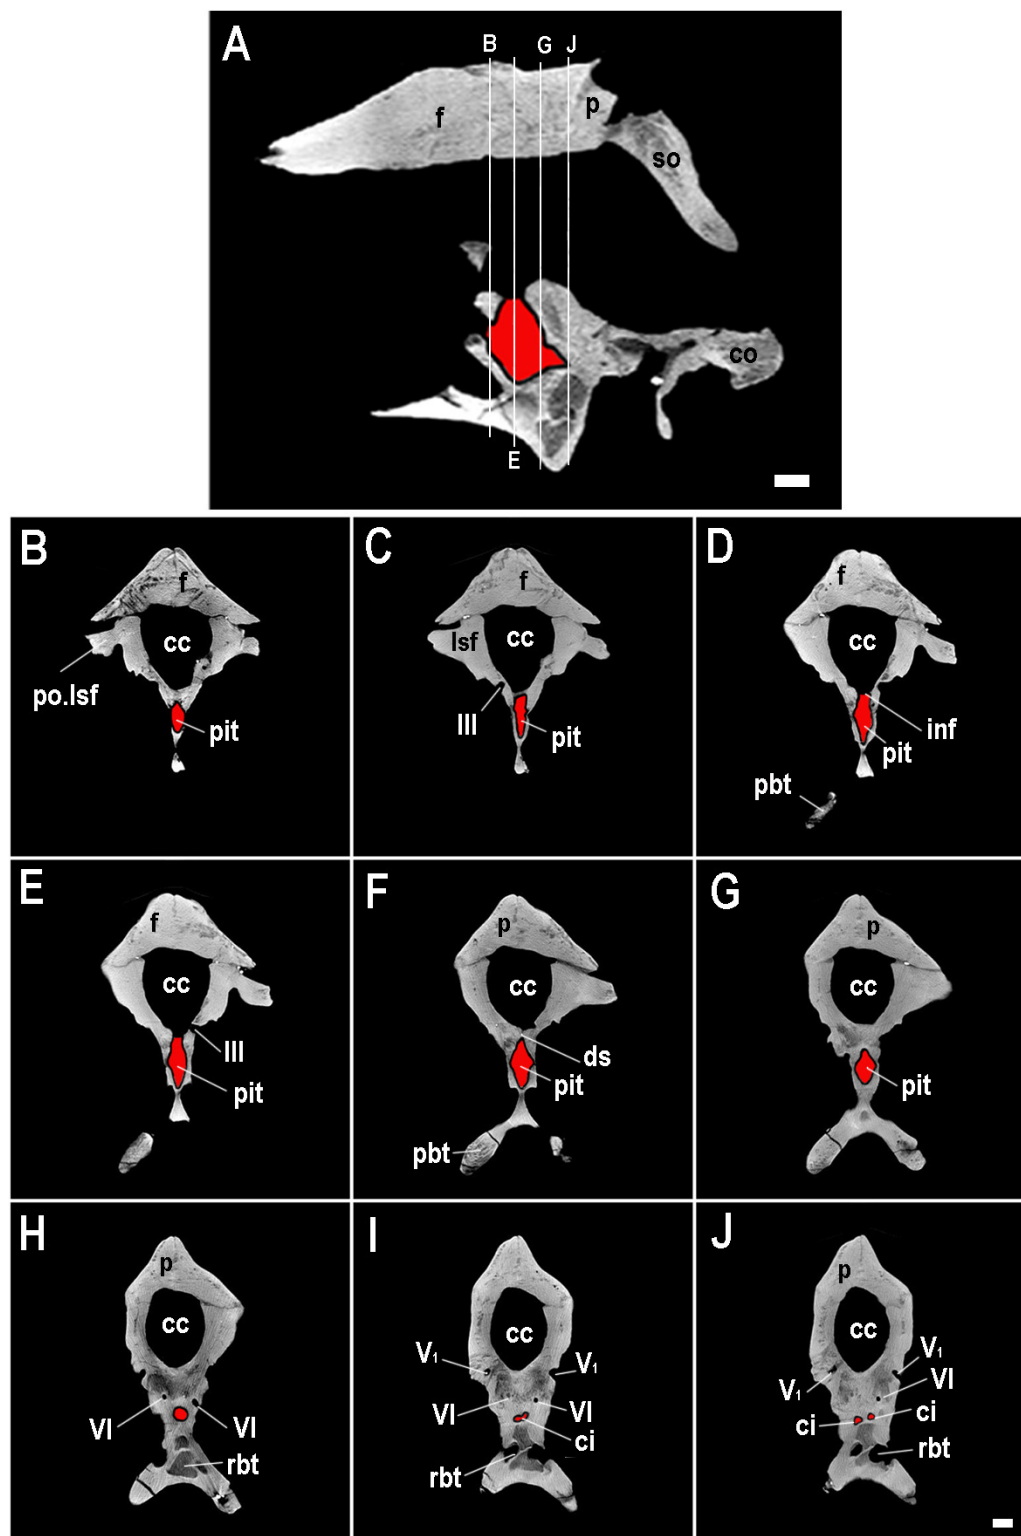 A
B
G
J
f
p
so
co
E
B
f
cc
po.lsf
pit
C
f
lsf
cc
III
pit
D
f
cc
inf
pit
pbt
E
f
cc
III
pit
F
p
cc
ds
pit
pbt
G
p
cc
pit
H
p
cc
VI
VI
rbt
I
cc
V1
V1
VI
VI
ci
rbt
J
p
cc
V1
V1
VI
ci
ci
rbt